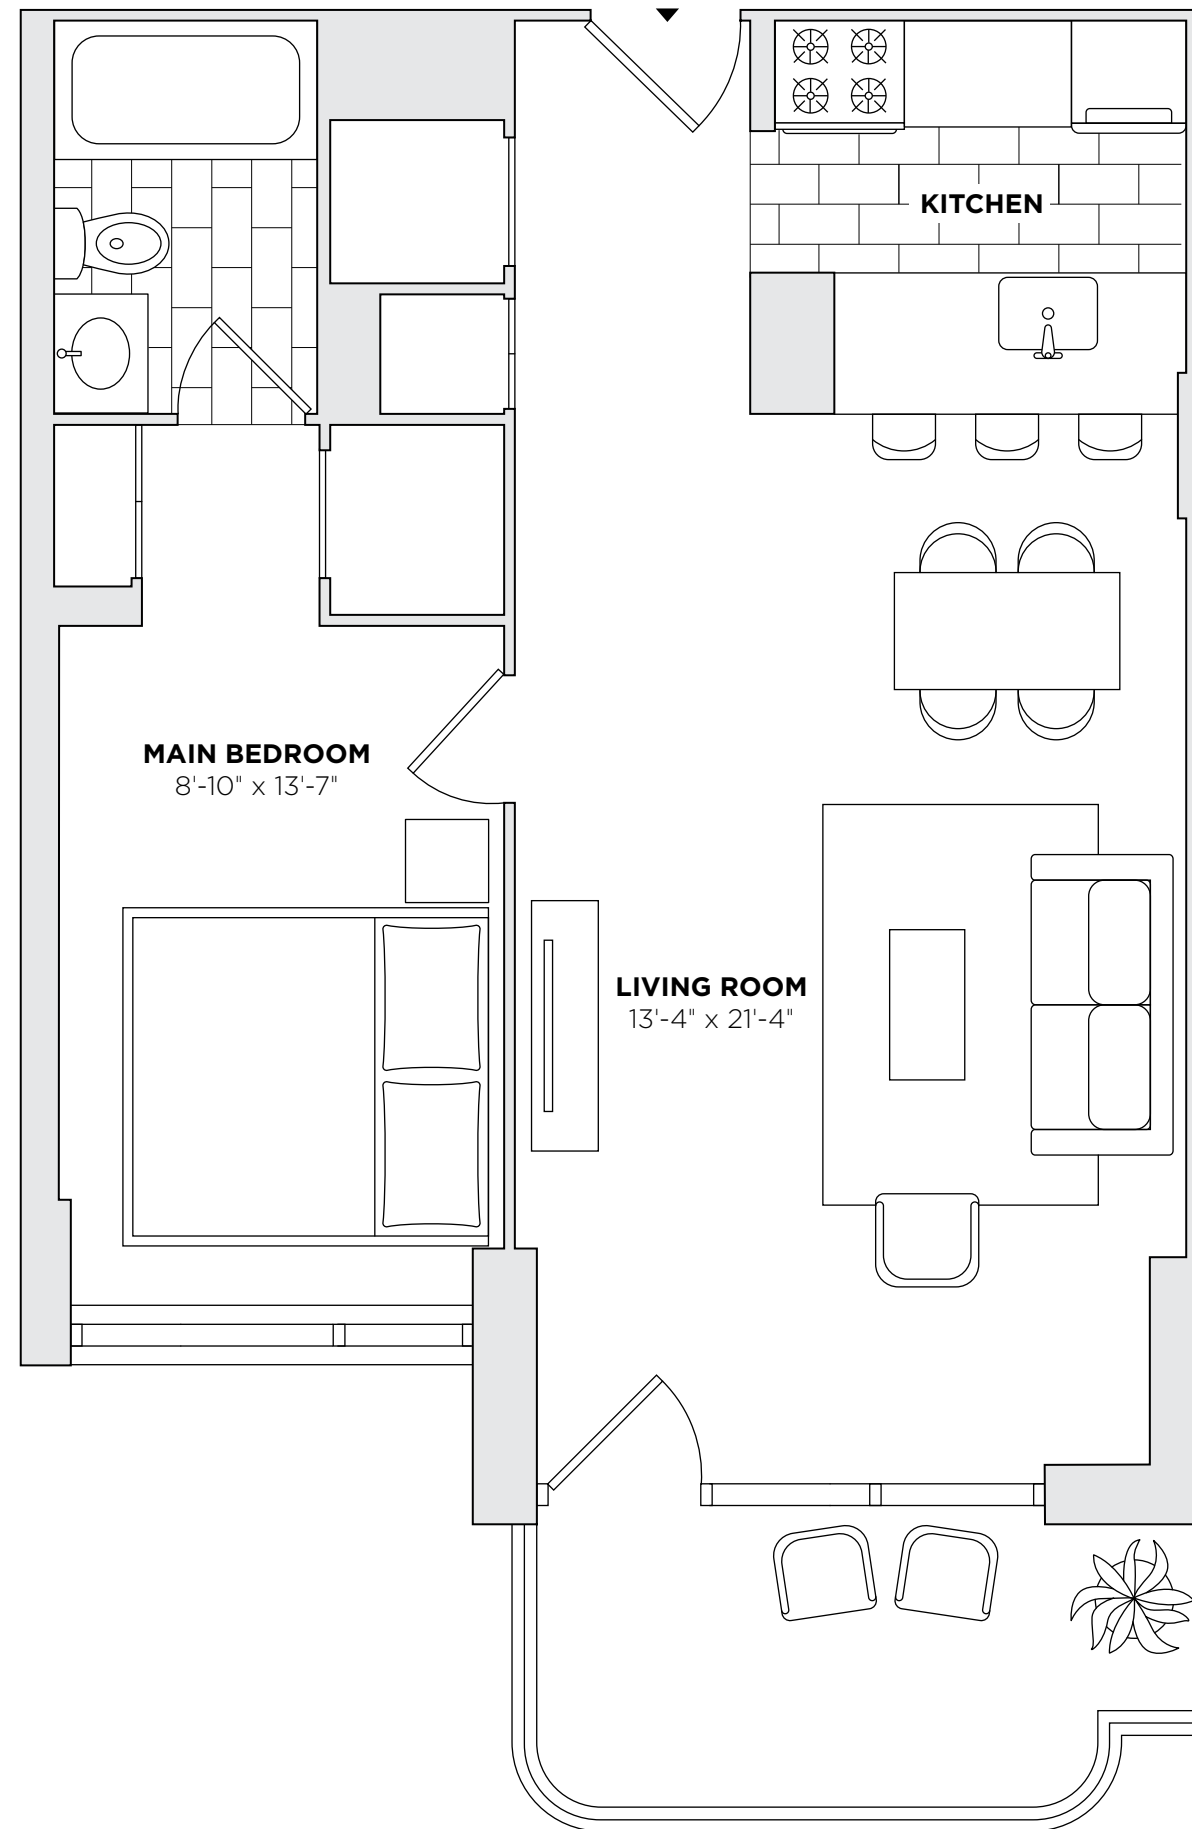 KITCHEN
MAIN BEDROOM
8'-10" x 13'-7"
LIVING ROOM
13'-4" x 21'-4"